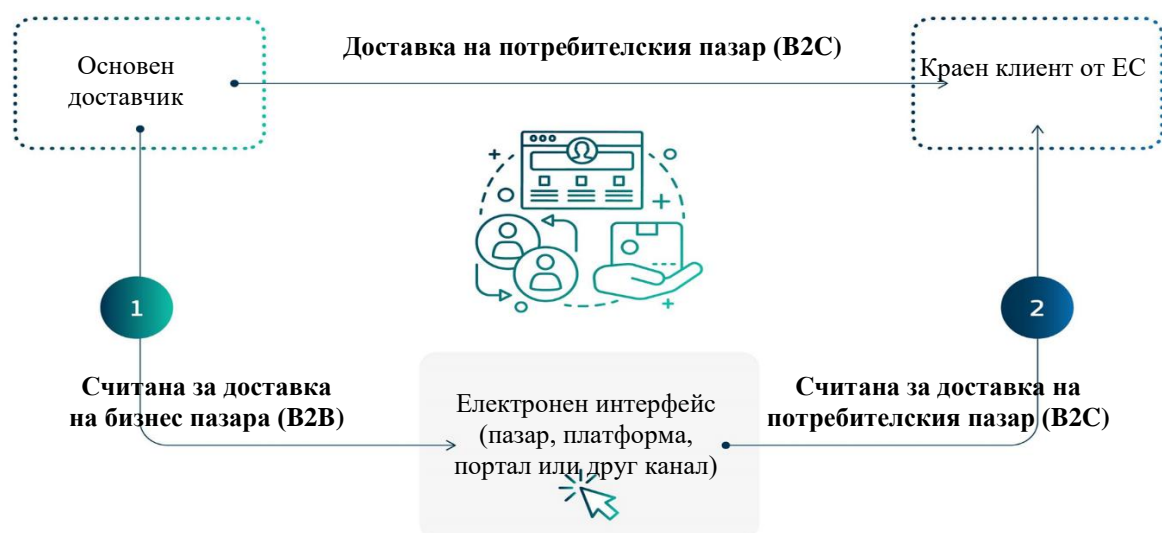 Основен
доставчик
Доставка на потребителския пазар (B2C)
Краен клиент от ЕС
1
2
Считана за доставка
на бизнес пазара (B2B)
Електронен интерфейс
(пазар, платформа,
портал или друг канал)
Считана за доставка на
потребителския пазар (B2C)